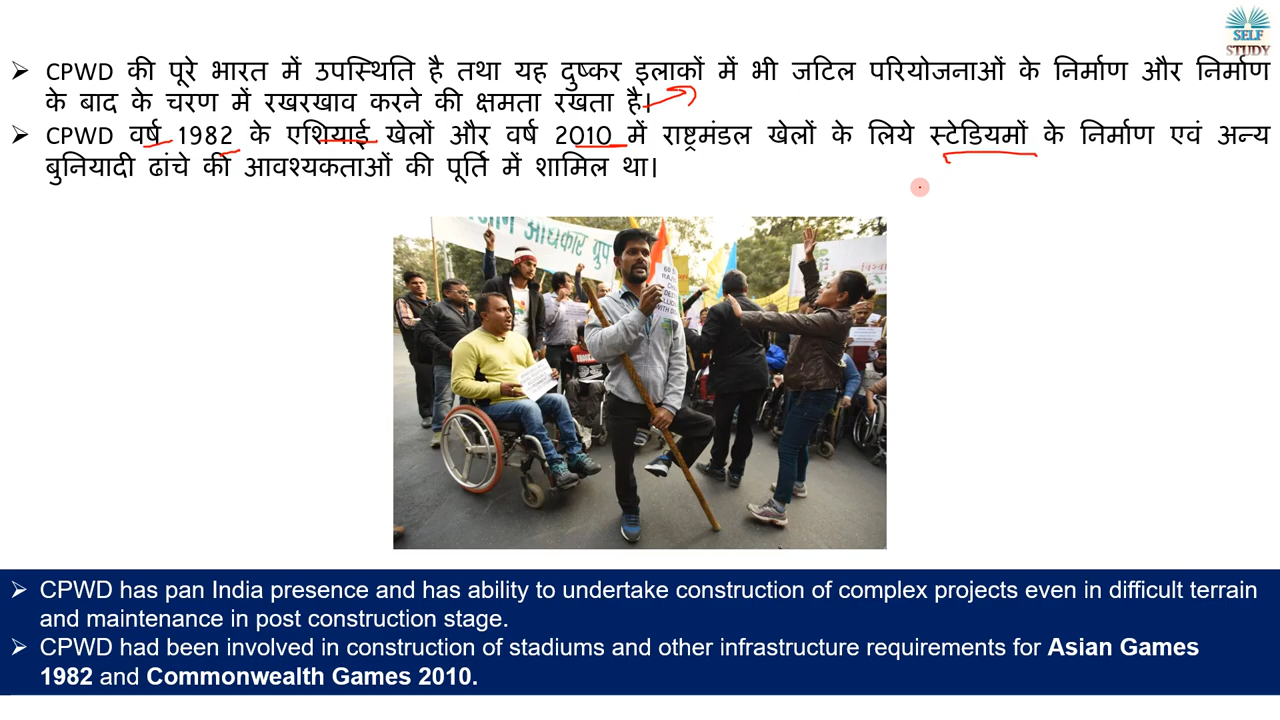 SELF
STUDY
➢ CPWD की पूरे भारत में उपस्थिति है तथा यह दुष्कर इलाकों में भी जटिल परियोजनाओं के निर्माण और निर्माण
के बाद के चरण में रखरखाव करने की क्षमता रखता है।
➢ CPWD वर्ष 1982 के एशियाई खेलों और वर्ष 2010 में राष्ट्रमंडल खेलों के लिये स्टेडियमों के निर्माण एवं अन्य
बुनियादी ढांचे की आवश्यकताओं की पूर्ति में शामिल था।
ग्रुप
➢ CPWD has pan India presence and has ability to undertake construction of complex projects even in difficult terrain
and maintenance in post construction stage.
➢ CPWD had been involved in construction of stadiums and other infrastructure requirements for Asian Games
1982 and Commonwealth Games 2010.